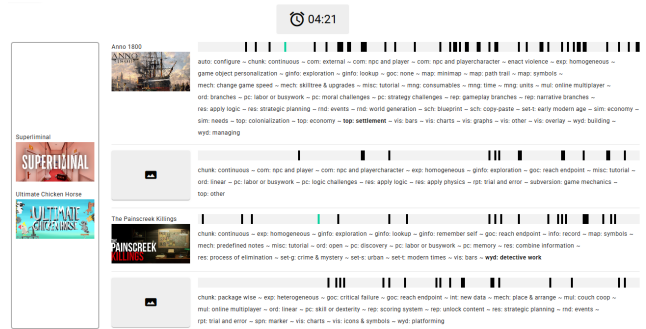 04:21
Superliminal
SUPERLIMINAL
Ultimate Chicken Horse
ULTIMATE
CHICKEN HORSE
Anno 1800
ANNO
auto: configure ~ chunk: continuous ~ com: external ~ com: npc and player ~ com: npc and playercharacter ~ enact violence ~ exp: homogeneous ~
game object personalization ~ ginfo: exploration ~ ginfo: lookup ~ goc: none ~ map: minimap ~ map: path trail ~ map: symbols ~
mech: change game speed ~ mech: skilltree & upgrades ~ misc: tutorial ~ mng: consumables ~ mng: time ~ mng: units ~ mul: online multiplayer ~
ord: branches ~ pc: labor or busywork ~ pc: moral challenges ~ pc: strategy challenges ~ rep: gameplay branches ~ rep: narrative branches ~
res: apply logic ~ res: strategic planning ~ rnd: events ~ rnd: world generation ~ sch: blueprint ~ sch: copy-paste ~ set-t: early modern age ~ sim: economy ~
sim: needs ~ top: colonialization ~ top: economy ~ top: settlement ~ vis: bars ~ vis: charts ~ vis: graphs ~ vis: other ~ vis: overlay ~ wyd: building ~
wyd: managing
chunk: continuous ~ com: npc and player ~ com: npc and playercharacter ~ exp: homogeneous ~ ginfo: exploration ~ goc: reach endpoint ~ misc: tutorial ~
ord: linear ~ pc: labor or busywork ~ pc: logic challenges ~ res: apply logic ~ res: apply physics ~ rpt: trial and error ~ subversion: game mechanics ~
top: other
The Painscreek Killings
THE
PAINSCREEK
KILLINGS
chunk: continuous ~ exp: homogeneous ~ ginfo: exploration ~ ginfo: lookup ~ ginfo: remember self ~ goc: reach endpoint ~ info: record ~ map: symbols ~
mech: predefined notes ~ misc: tutorial ~ ord: open ~ pc: discovery ~ pc: labor or busywork ~ pc: memory ~ res: combine information ~
res: process of elimination ~ set-g: crime & mystery ~ set-s: urban ~ set-t: modern times ~ vis: bars ~ wyd: detective work
chunk: package wise ~ exp: heterogeneous ~ goc: critical failure ~ goc: reach endpoint ~ int: new data ~ mech: place & arrange ~ mul: couch coop ~
mul: online multiplayer ~ ord: linear ~ pc: skill or dexterity ~ rep: scoring system ~ rep: unlock content ~ res: strategic planning ~ rnd: events ~
rpt: trial and error ~ spn: marker ~ vis: charts ~ vis: icons & symbols ~ wyd: platforming